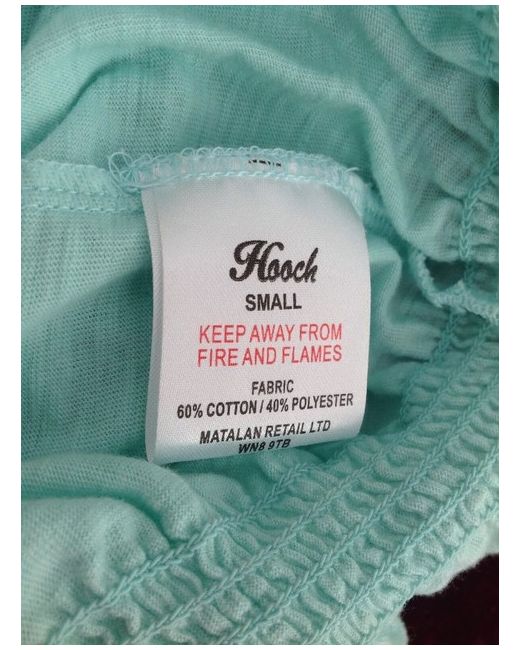 Hooch
SMALL
KEEP AWAY FROM
FIRE AND FLAMES
FABRIC
60% COTTON / 40% POLYESTER
MATALAN RETAIL LTD
WN8 9TB